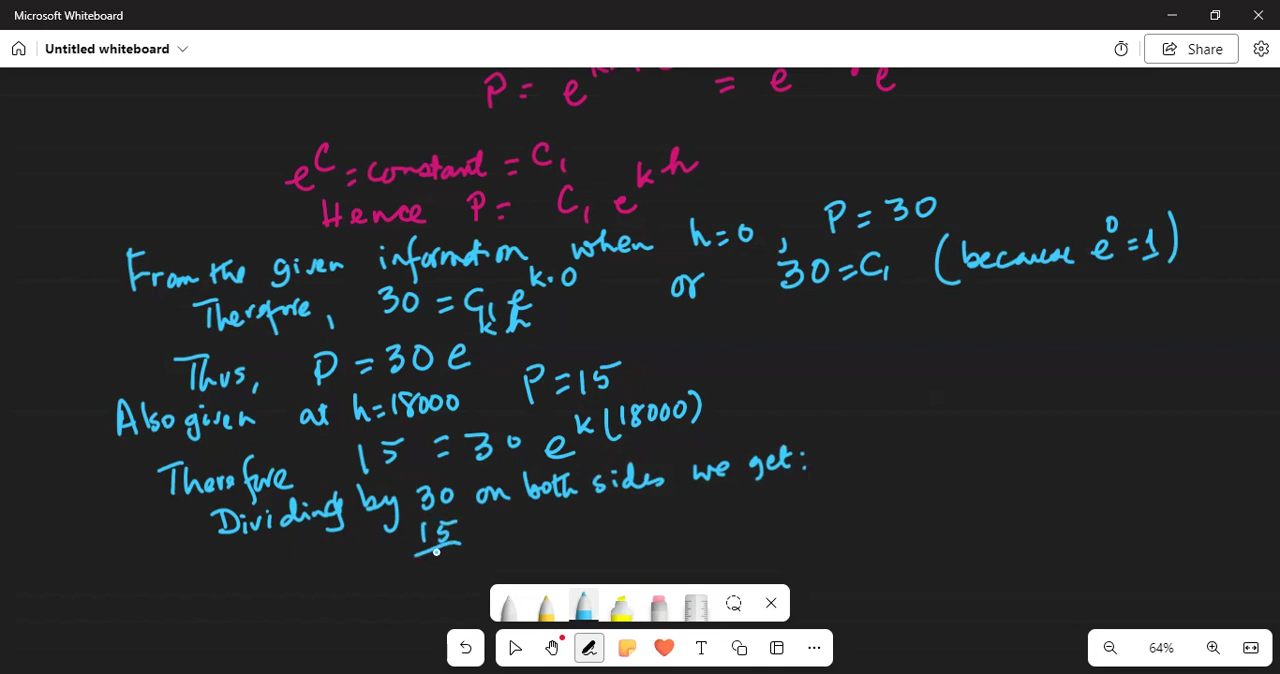 Microsoft Whiteboard
Untitled whiteboard
Share
P = e = e e
e^C = constant = C₁
Hence P = C₁ e^{kh}
From the given information when h=0, P=30
Therefore, 30 = C₁ e^{k.0} or 30 = C₁ (because e^0 = 1)
Thus, P = 30 e^{kh}
Also given at h=18000 P=15
Therefore 15 = 30 e^{k(18000)}
Dividing by 30 on both sides we get:
15
64%